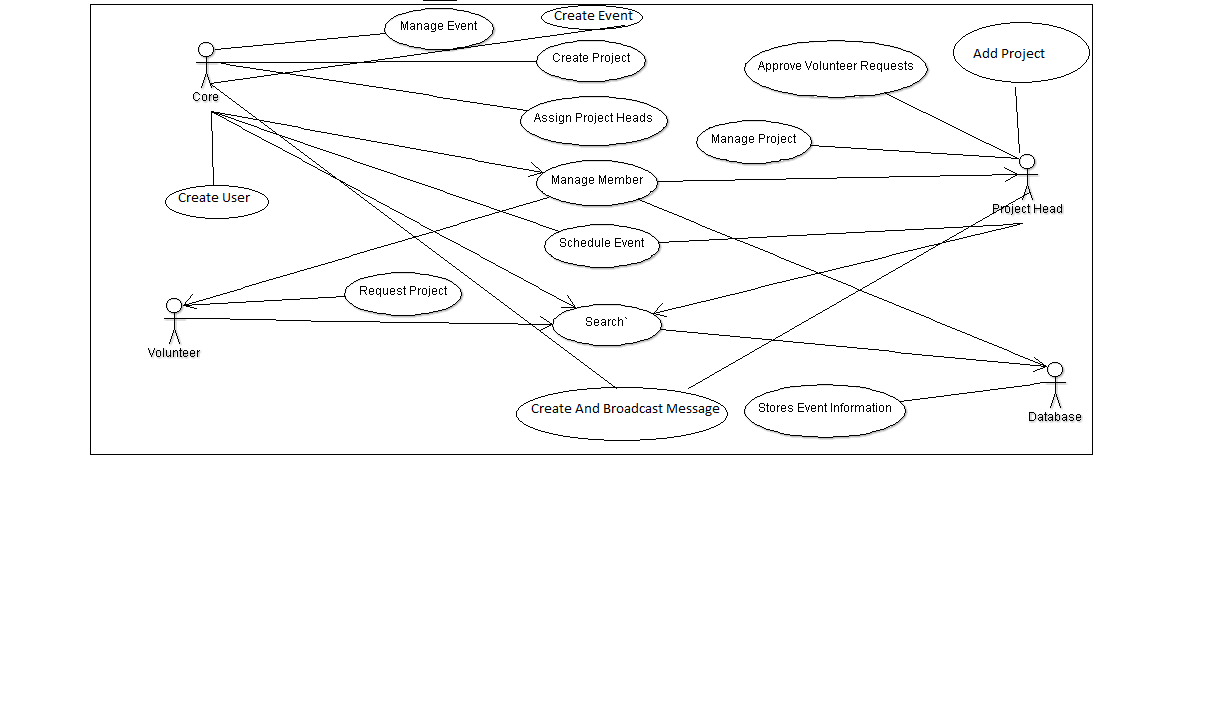 Manage Event
Create Event
Create Project
Approve Volunteer Requests
Add Project
Core
Assign Project Heads
Manage Project
Manage Member
Create User
Project Head
Schedule Event
Request Project
Search`
Volunteer
Create And Broadcast Message
Stores Event Information
Database